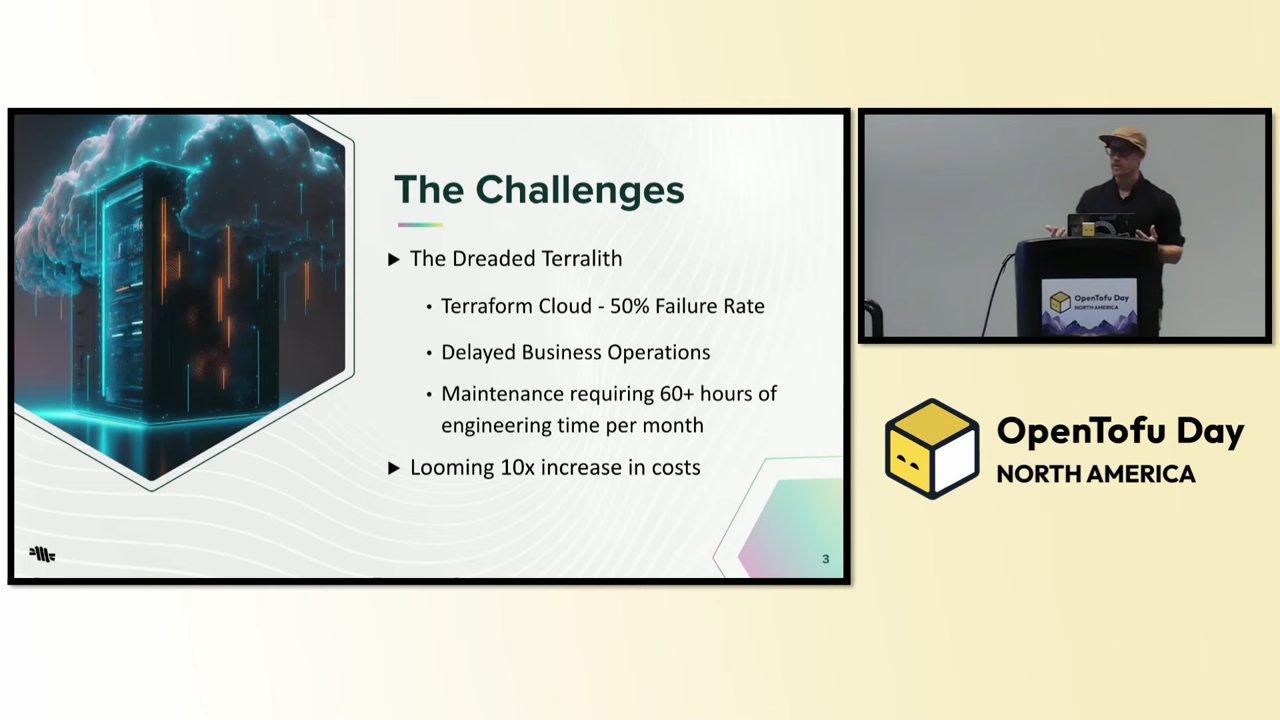 The Challenges
▶ The Dreaded Terralith
• Terraform Cloud - 50% Failure Rate
• Delayed Business Operations
• Maintenance requiring 60+ hours of
engineering time per month
▶ Looming 10x increase in costs
3
OpenTofu Day
NORTH AMERICA
OpenTofu Day
NORTH AMERICA